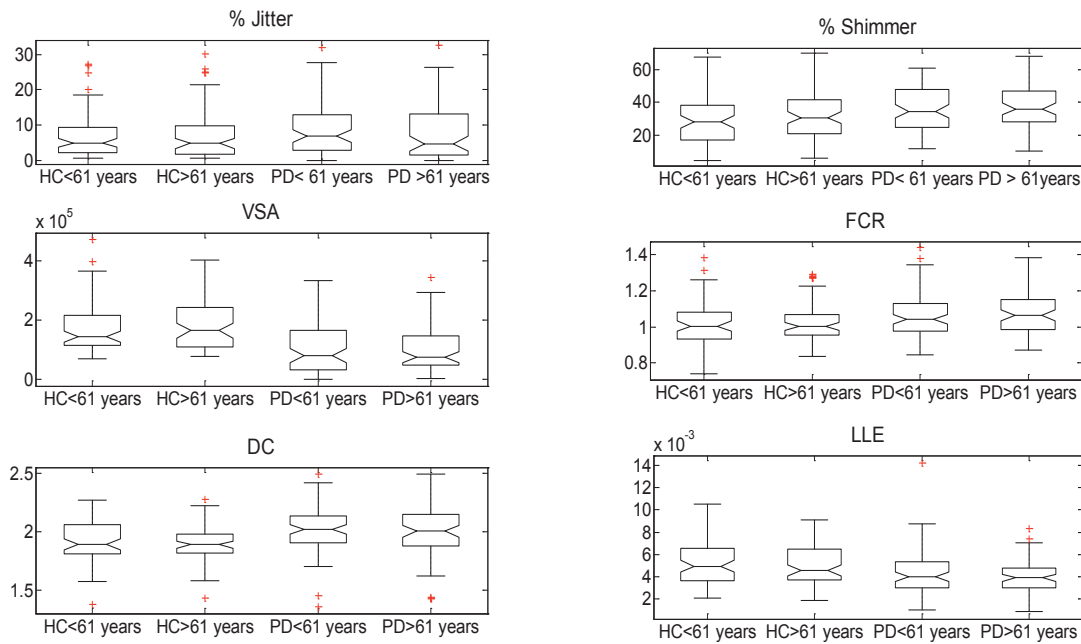 % Jitter
30
20
10
0
HC<61 years HC>61 years PD< 61 years PD >61 years
% Shimmer
60
40
20
HC<61 years HC>61 years PD< 61 years PD > 61years
VSA
x 10^5
4
2
0
HC<61 years HC>61 years PD<61 years PD>61 years
FCR
1.4
1.2
1
0.8
HC<61 years HC>61 years PD<61 years PD>61 years
DC
2.5
2
1.5
HC<61 years HC>61 years PD<61 years PD>61 years
LLE
x 10^-3
14
12
10
8
6
4
2
HC<61 years HC>61 years PD<61 years PD>61 years